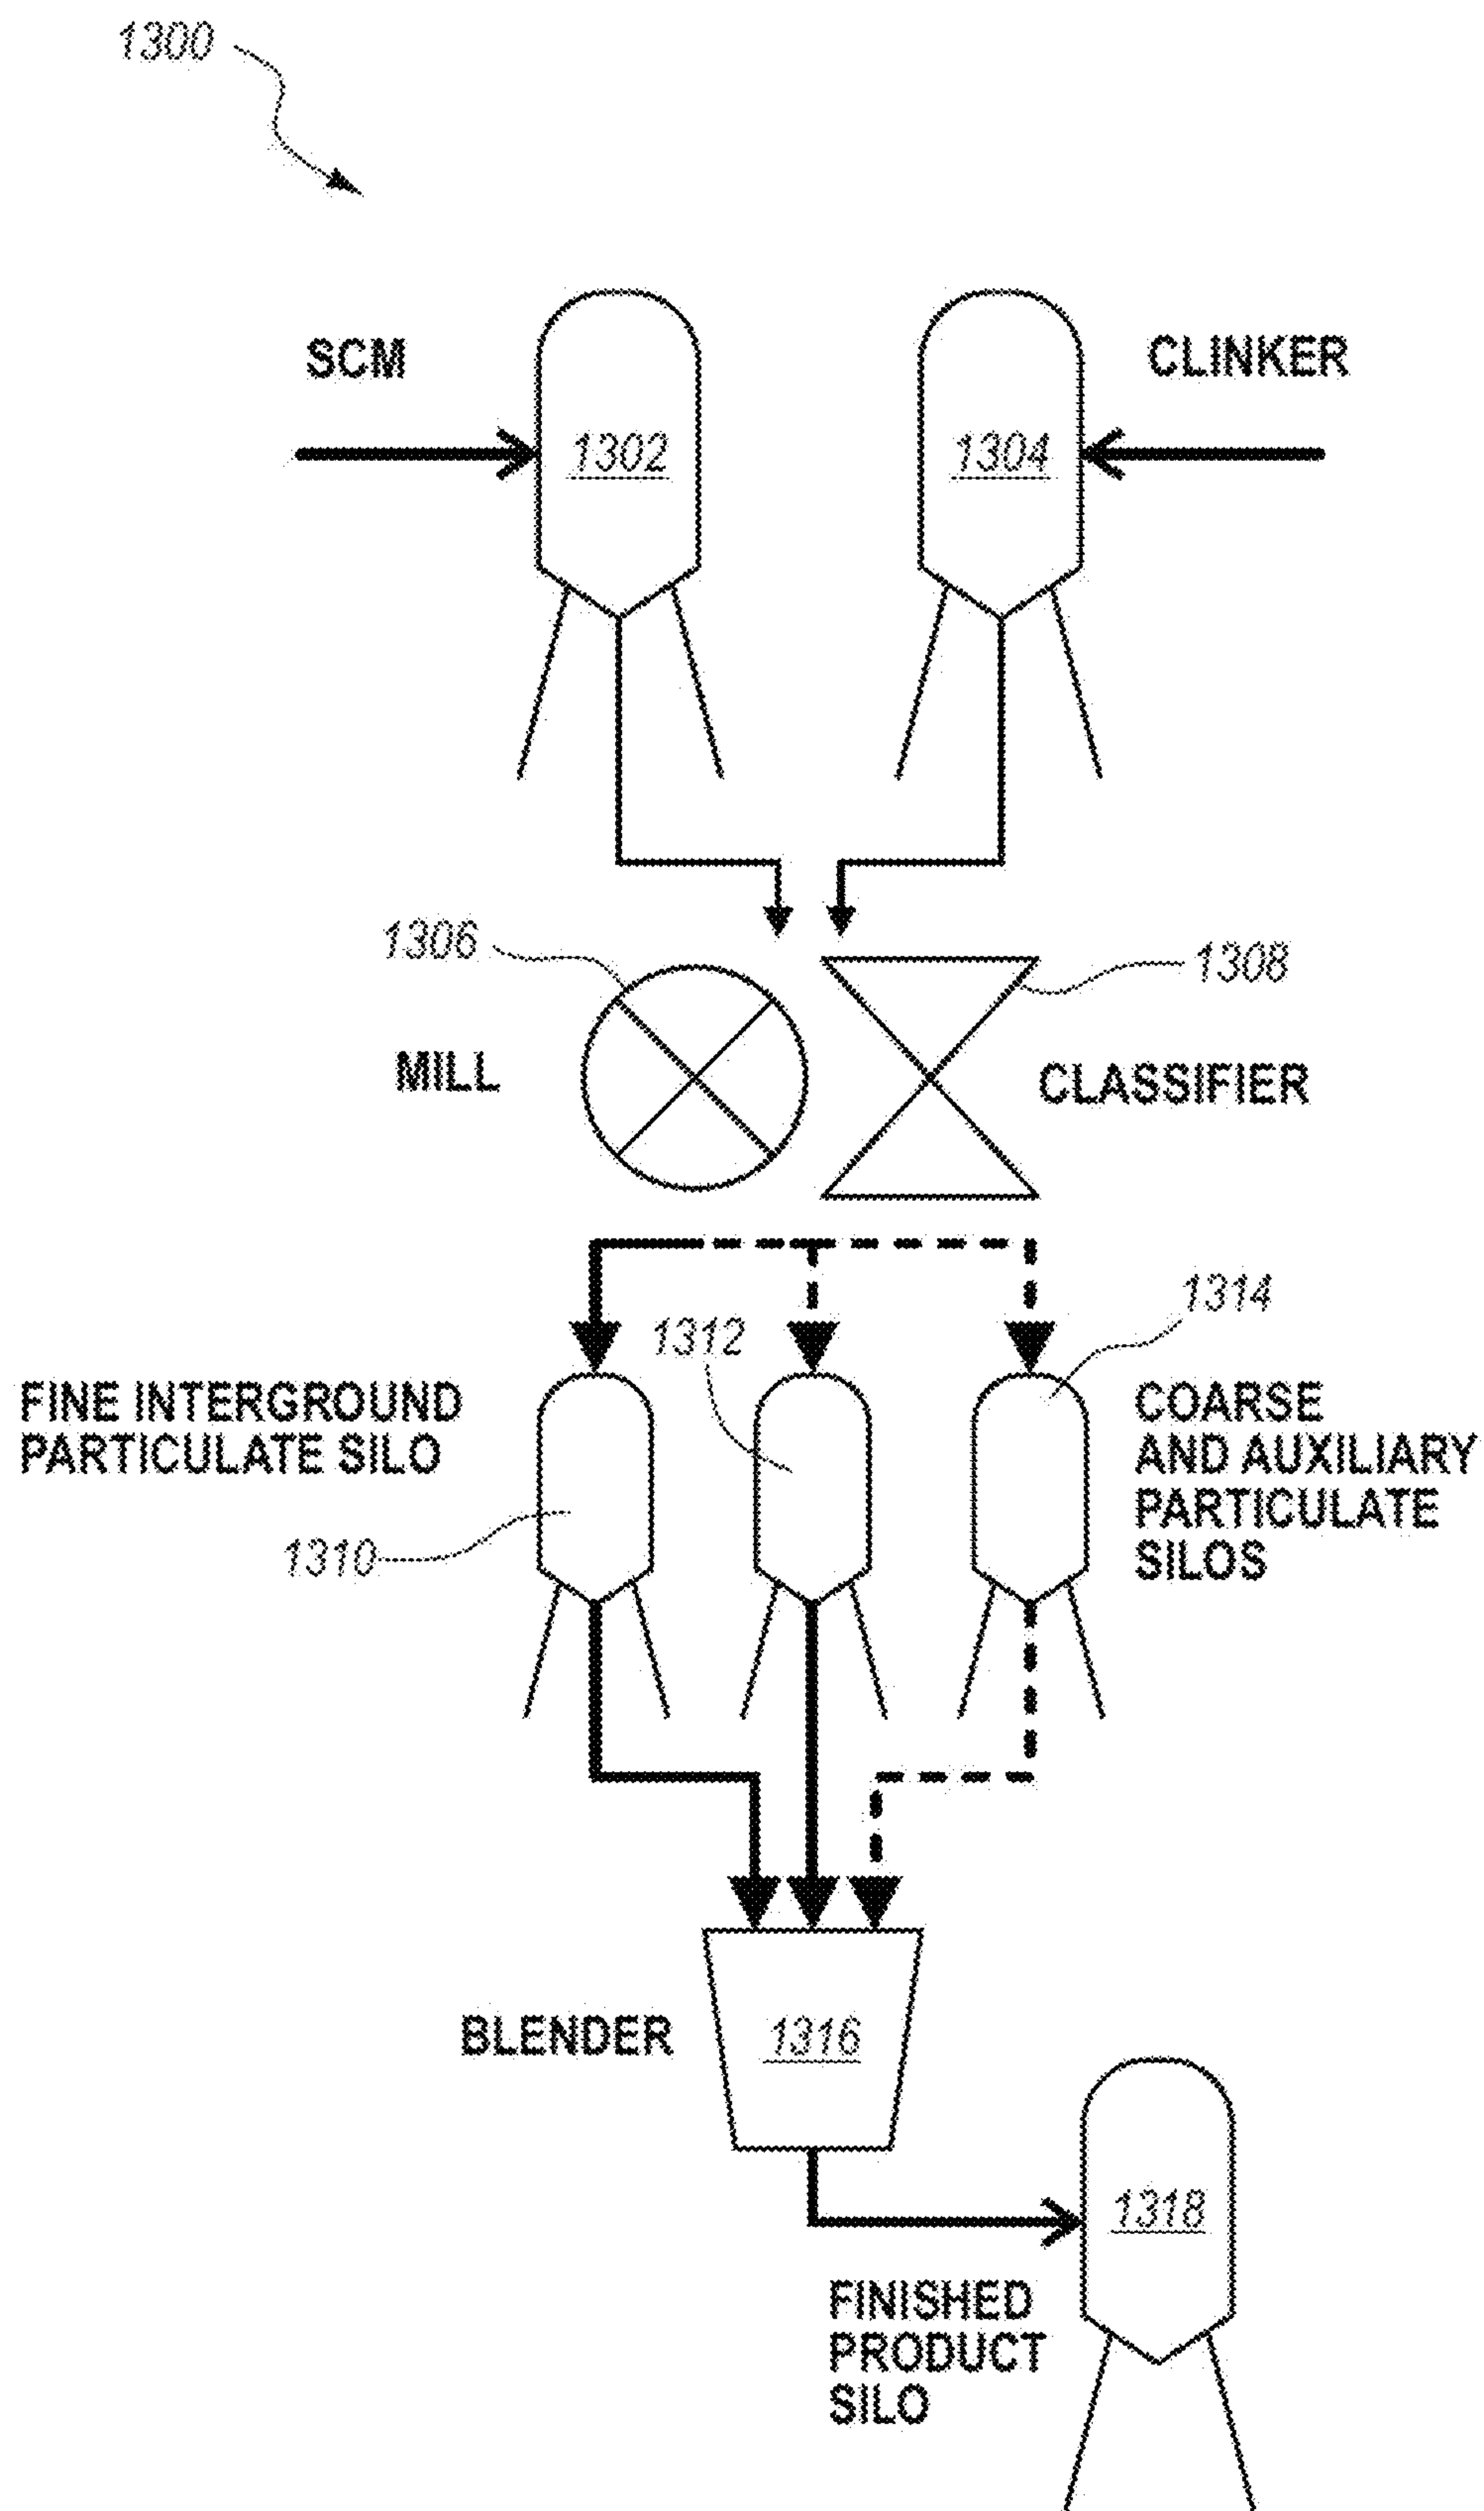 1300
SCM
CLINKER
1302
1304
1306
1308
MILL
CLASSIFIER
1314
1312
FINE INTERGROUND
PARTICULATE SILO
COARSE
AND AUXILIARY
PARTICULATE
SILOS
1310
BLENDER
1316
1318
FINISHED
PRODUCT
SILO